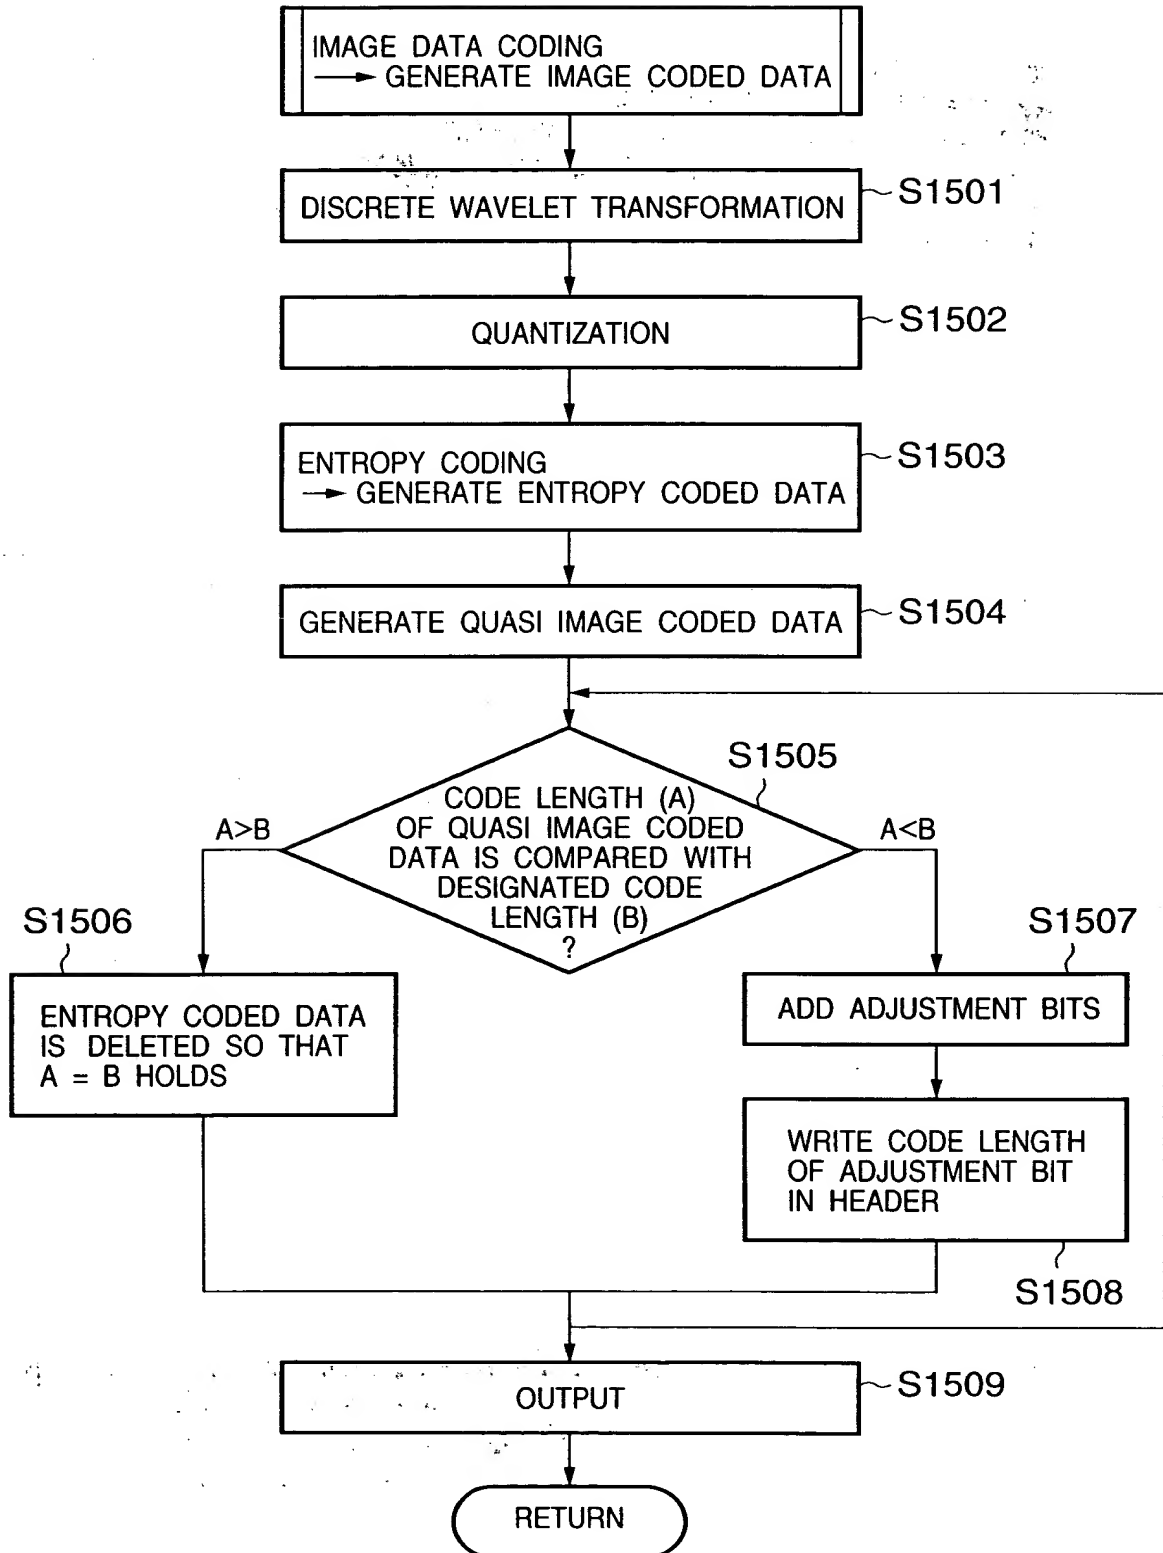 IMAGE DATA CODING
→ GENERATE IMAGE CODED DATA
DISCRETE WAVELET TRANSFORMATION
S1501
QUANTIZATION
S1502
ENTROPY CODING
→ GENERATE ENTROPY CODED DATA
S1503
GENERATE QUASI IMAGE CODED DATA
S1504
S1505
CODE LENGTH (A)
OF QUASI IMAGE CODED
DATA IS COMPARED WITH
DESIGNATED CODE
LENGTH (B)
?
A>B
A<B
S1506
ENTROPY CODED DATA
IS DELETED SO THAT
A = B HOLDS
S1507
ADD ADJUSTMENT BITS
WRITE CODE LENGTH
OF ADJUSTMENT BIT
IN HEADER
S1508
OUTPUT
S1509
RETURN